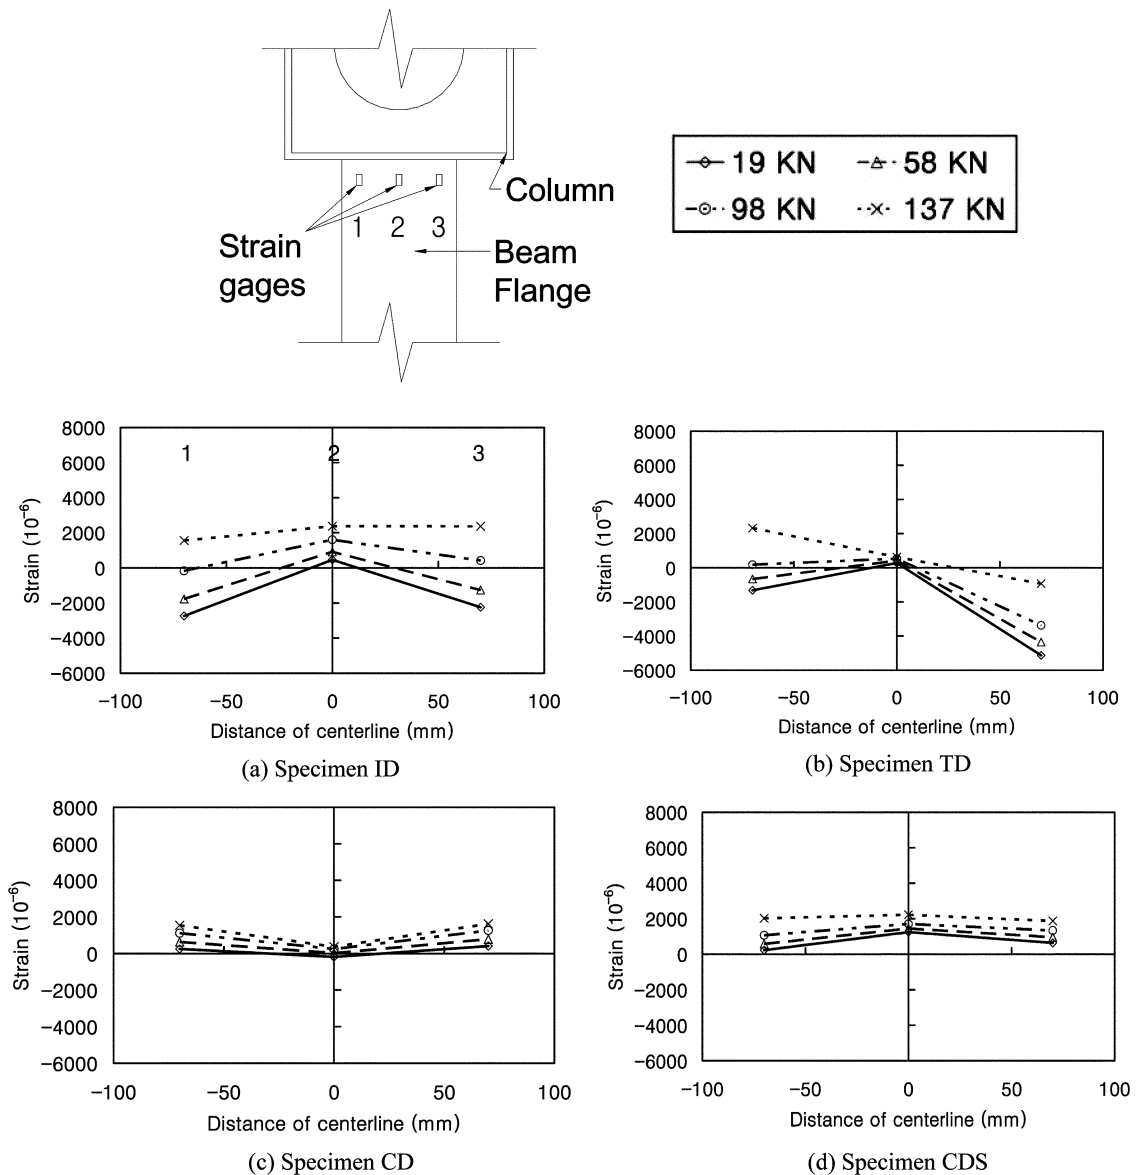 Column
Strain
gages
1 2 3
Beam
Flange
19 KN 58 KN
98 KN 137 KN
8000
6000
4000
2000
0
−2000
−4000
−6000
1 2 3
Strain (10⁻⁶)
−100 −50 0 50 100
Distance of centerline (mm)
(a) Specimen ID
8000
6000
4000
2000
0
−2000
−4000
−6000
Strain (10⁻⁶)
−100 −50 0 50 100
Distance of centerline (mm)
(b) Specimen TD
8000
6000
4000
2000
0
−2000
−4000
−6000
Strain (10⁻⁶)
−100 −50 0 50 100
Distance of centerline (mm)
(c) Specimen CD
8000
6000
4000
2000
0
−2000
−4000
−6000
Strain (10⁻⁶)
−100 −50 0 50 100
Distance of centerline (mm)
(d) Specimen CDS